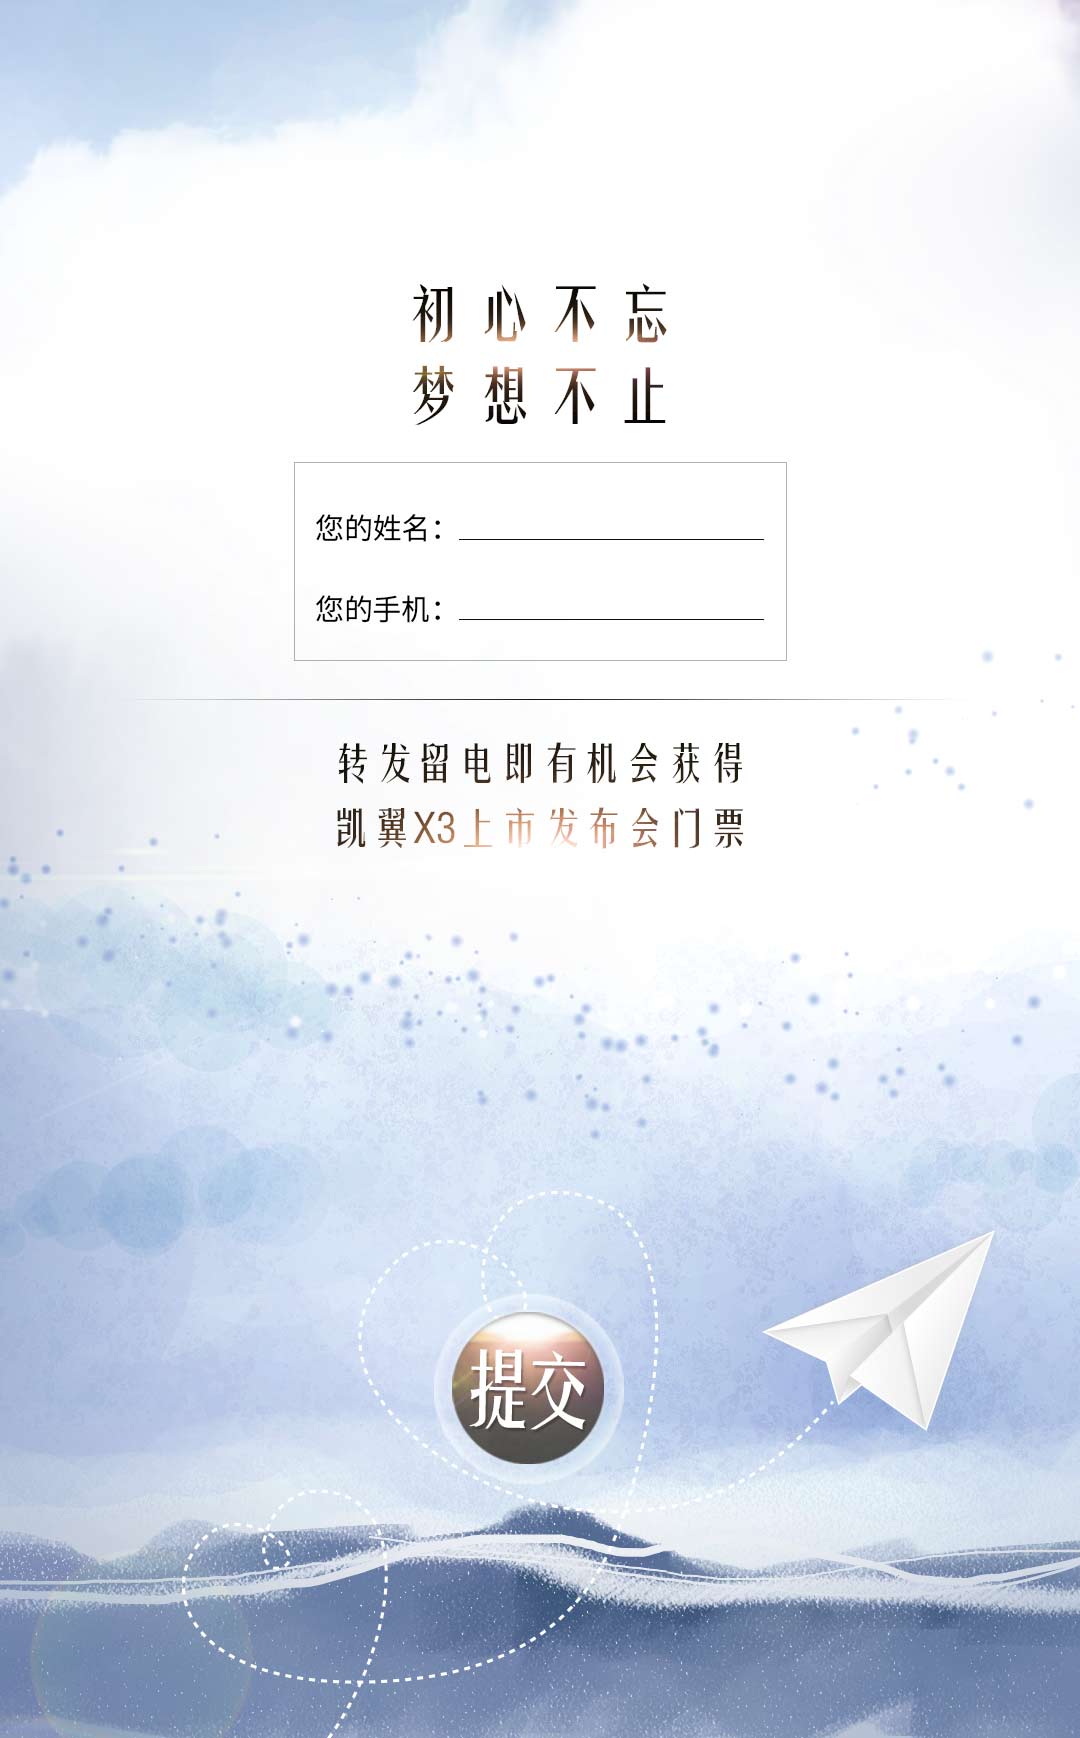 初心不忘
梦想不止
您的姓名：
您的手机：
转发留电即有机会获得
凯翼X3上市发布会门票
提交